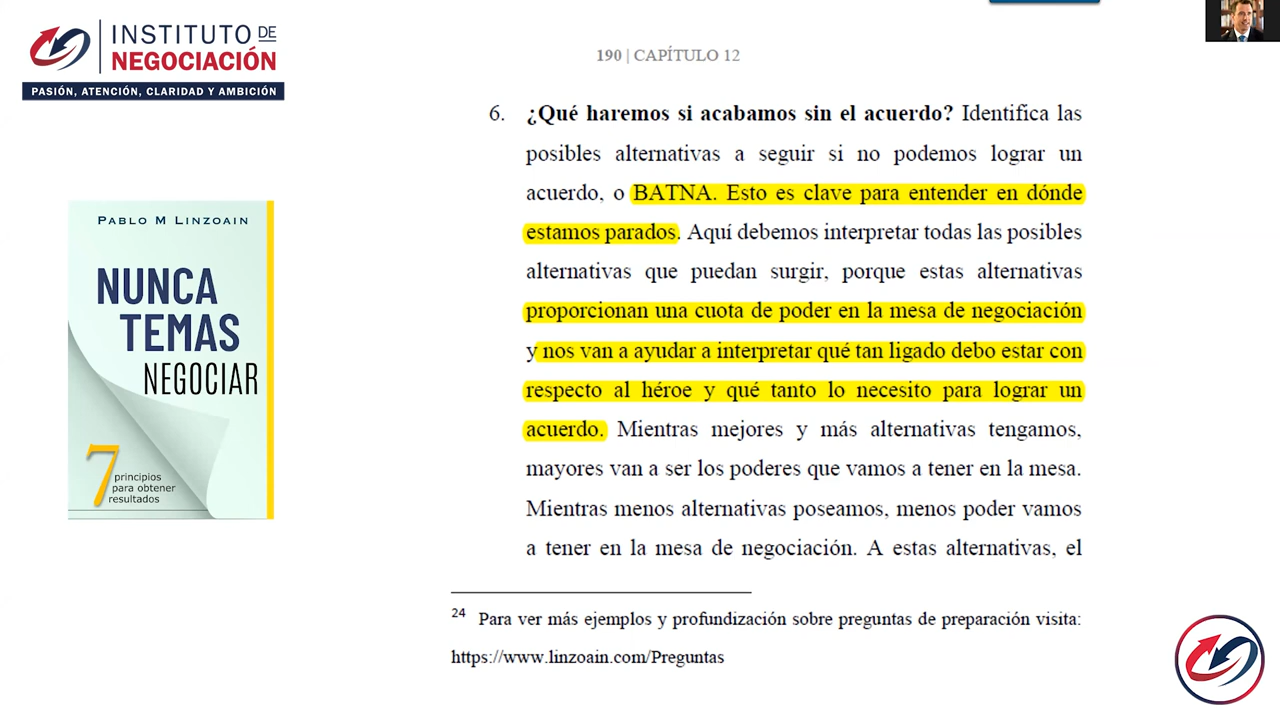 INSTITUTO DE
NEGOCIACIÓN
PASIÓN, ATENCIÓN, CLARIDAD Y AMBICIÓN
PABLO M LINZOAIN
NUNCA
TEMAS
NEGOCIAR
7 principios
para obtener
resultados
190 | CAPÍTULO 12
6. ¿Qué haremos si acabamos sin el acuerdo? Identifica las
posibles alternativas a seguir si no podemos lograr un
acuerdo, o BATNA. Esto es clave para entender en dónde
estamos parados. Aquí debemos interpretar todas las posibles
alternativas que puedan surgir, porque estas alternativas
proporcionan una cuota de poder en la mesa de negociación
y nos van a ayudar a interpretar qué tan ligado debo estar con
respecto al héroe y qué tanto lo necesito para lograr un
acuerdo. Mientras mejores y más alternativas tengamos,
mayores van a ser los poderes que vamos a tener en la mesa.
Mientras menos alternativas poseamos, menos poder vamos
a tener en la mesa de negociación. A estas alternativas, el
24 Para ver más ejemplos y profundización sobre preguntas de preparación visita:
https://www.linzoain.com/Preguntas